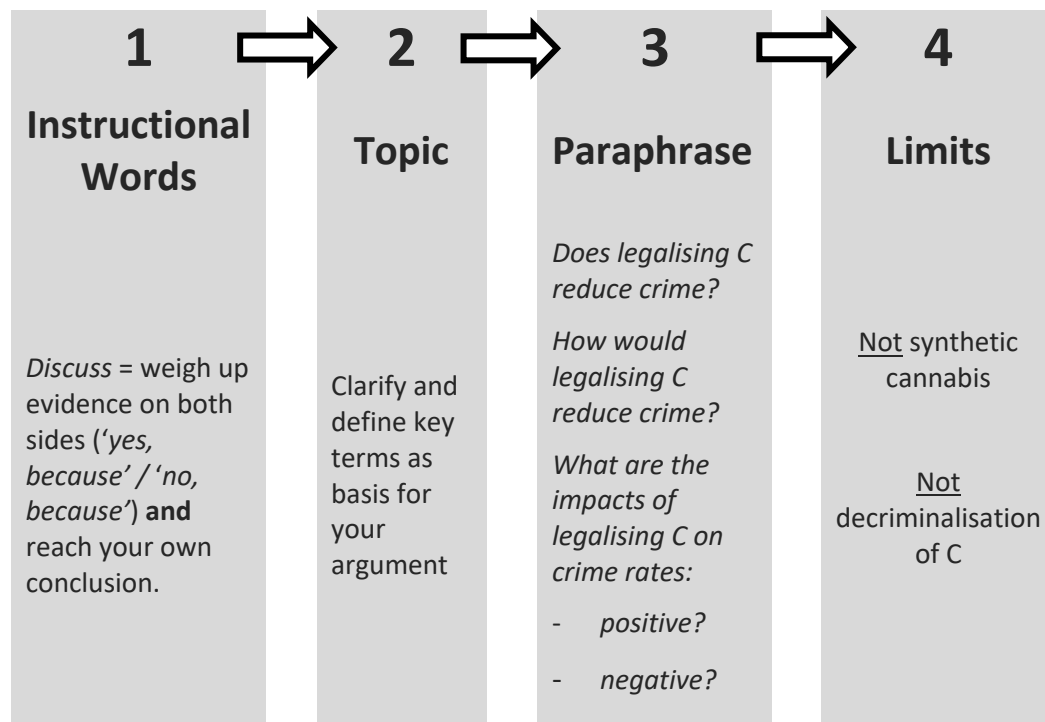 1
Instructional
Words
Discuss = weigh up
evidence on both
sides (‘yes,
because’ / ‘no,
because’) and
reach your own
conclusion.
2
Topic
Clarify and
define key
terms as
basis for
your
argument
3
Paraphrase
Does legalising C
reduce crime?
How would
legalising C
reduce crime?
What are the
impacts of
legalising C on
crime rates:
- positive?
- negative?
4
Limits
Not synthetic
cannabis
Not
decriminalisation
of C